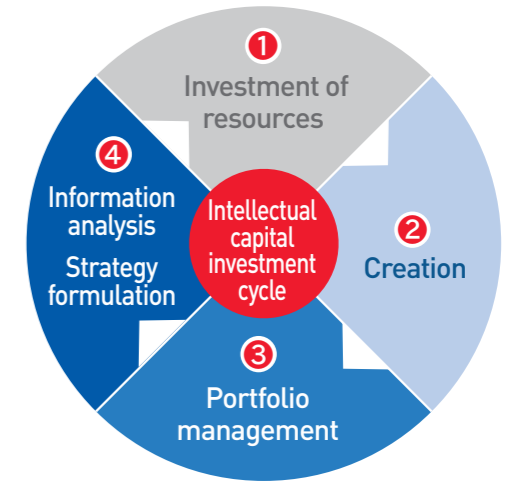 1
Investment of
resources
2
Creation
3
Portfolio
management
4
Information
analysis
Strategy
formulation
Intellectual
capital
investment
cycle